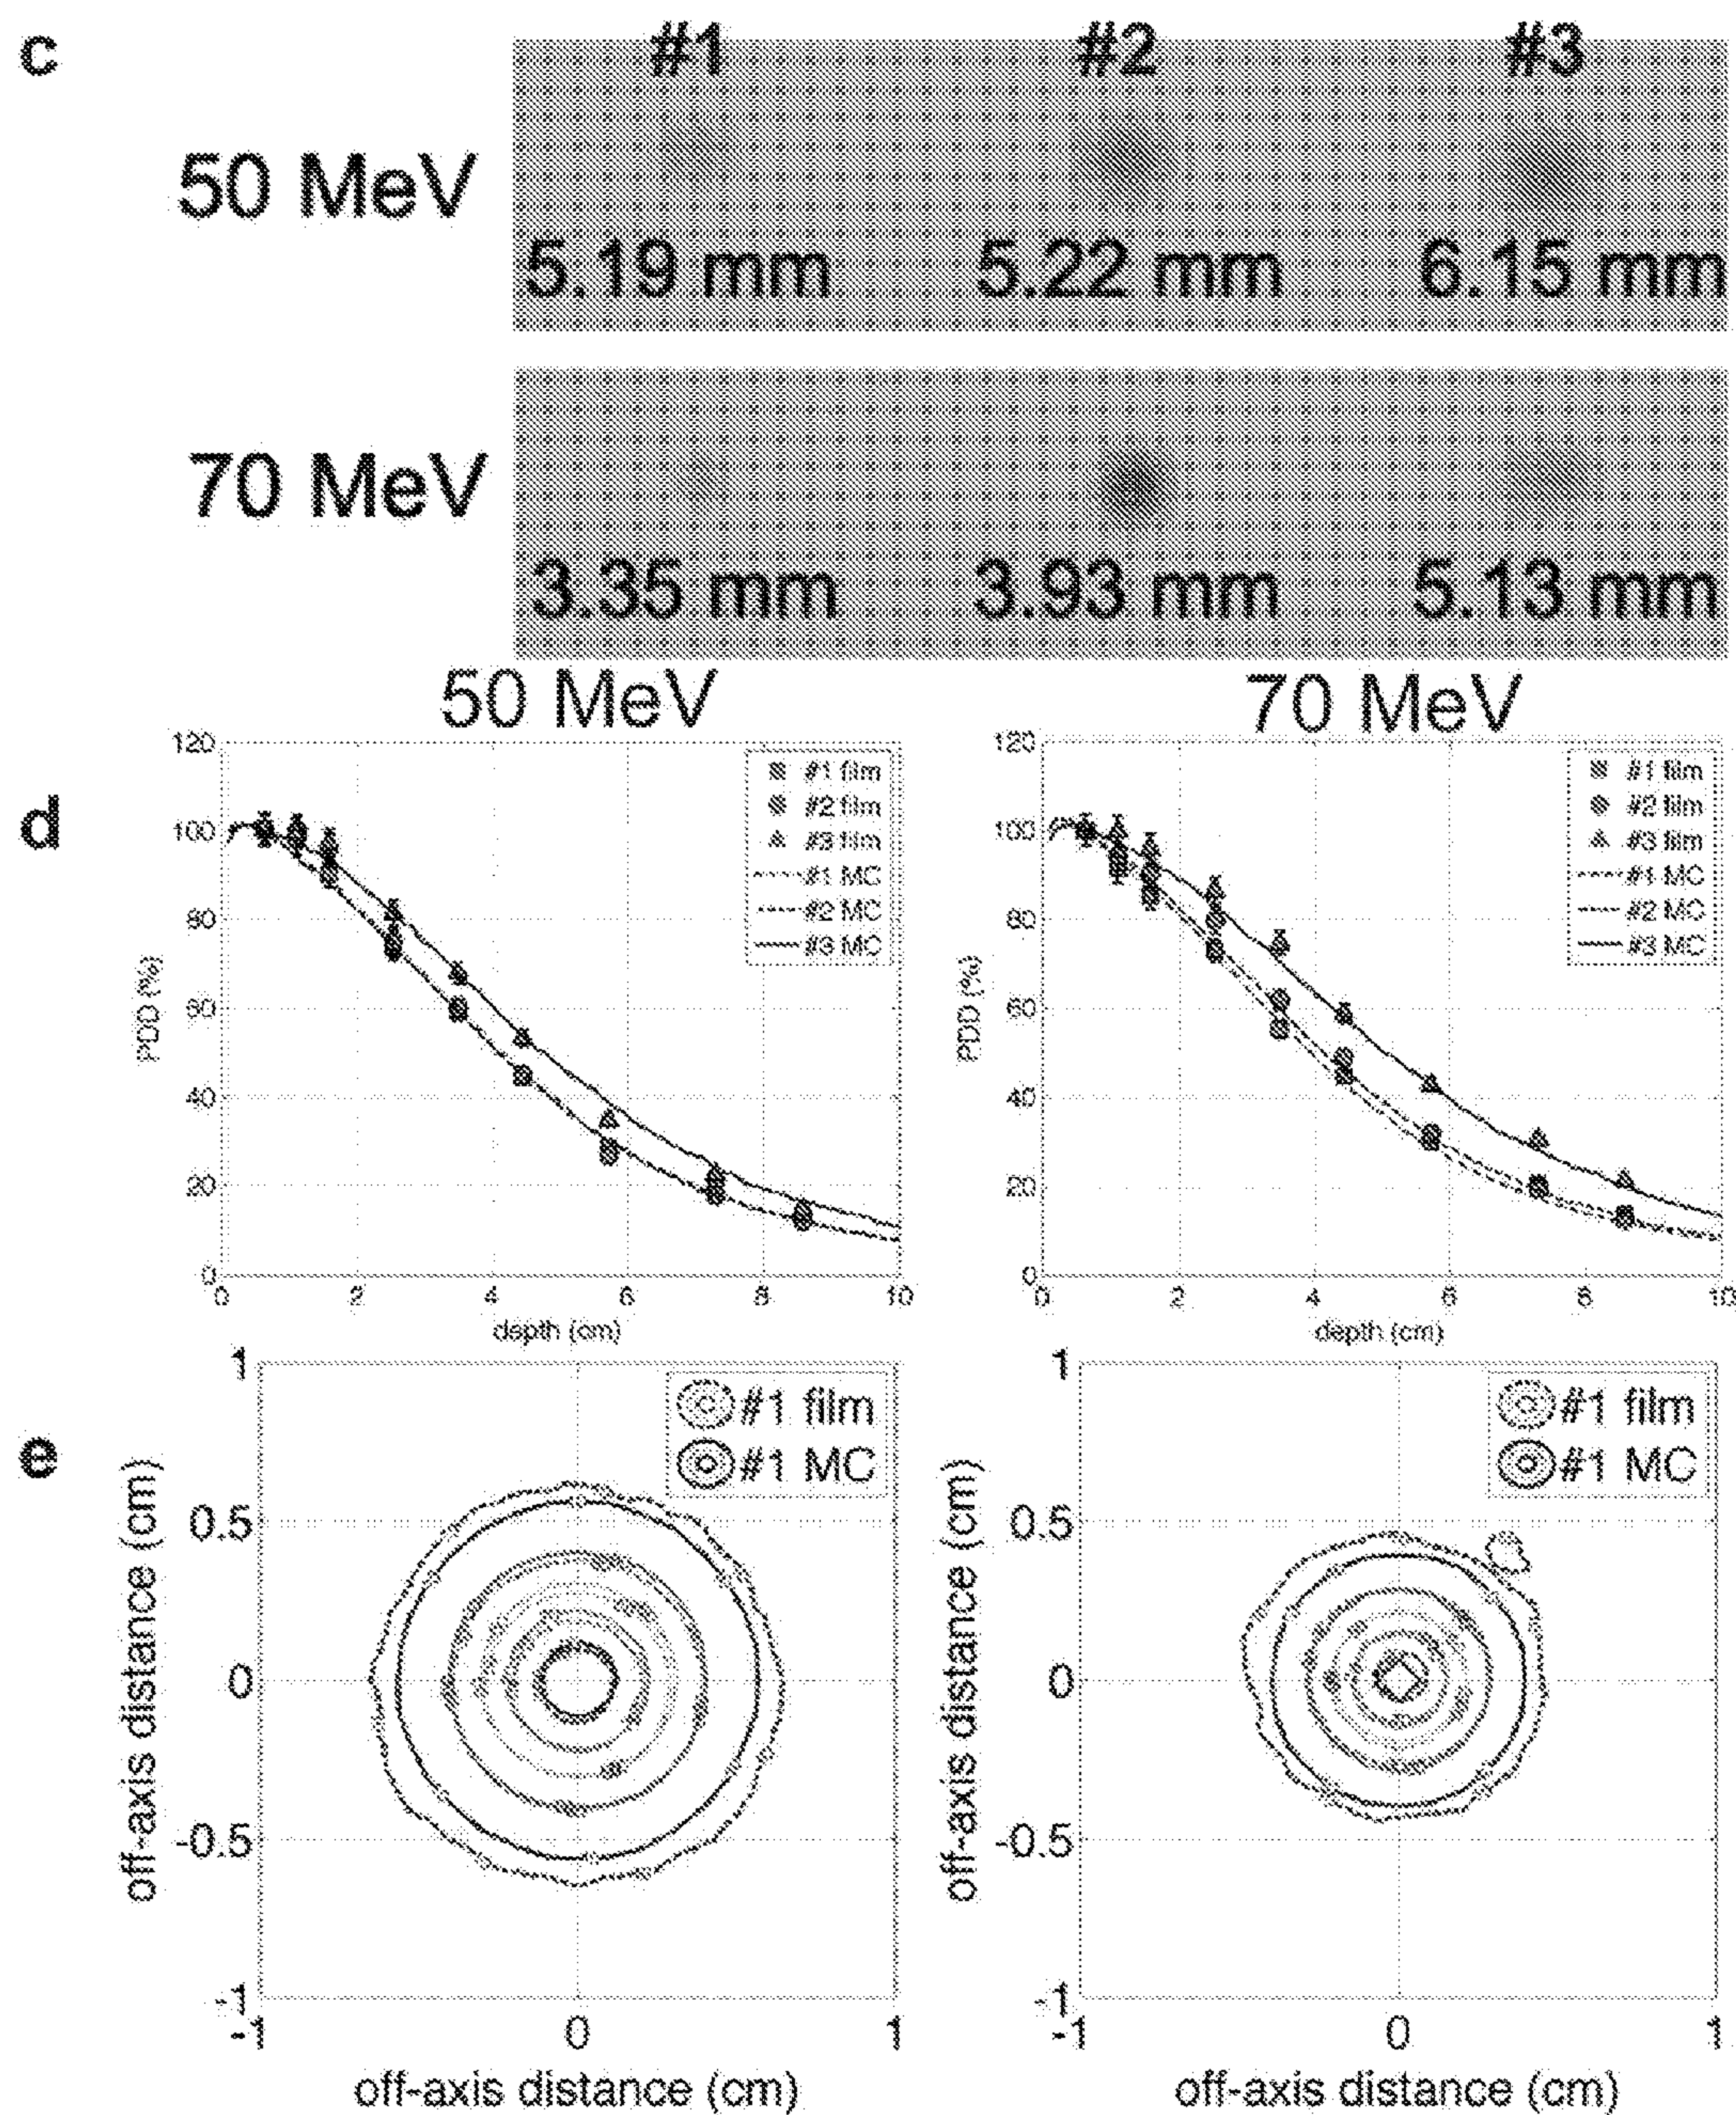 c
#1 #2 #3
50 MeV
5.19 mm 5.22 mm 6.15 mm
70 MeV
3.35 mm 3.93 mm 5.13 mm
50 MeV 70 MeV
d
120
100
80
60
40
20
0
0 2 4 6 8 10
PDD (%)
depth (cm)
#1 film
#2 film
#3 film
#1 MC
#2 MC
#3 MC
120
100
80
60
40
20
0
0 2 4 6 8 10
PDD (%)
depth (cm)
#1 film
#2 film
#3 film
#1 MC
#2 MC
#3 MC
e
1
0.5
0
-0.5
-1
-1 0 1
off-axis distance (cm)
off-axis distance (cm)
#1 film
#1 MC
1
0.5
0
-0.5
-1
-1 0 1
off-axis distance (cm)
off-axis distance (cm)
#1 film
#1 MC